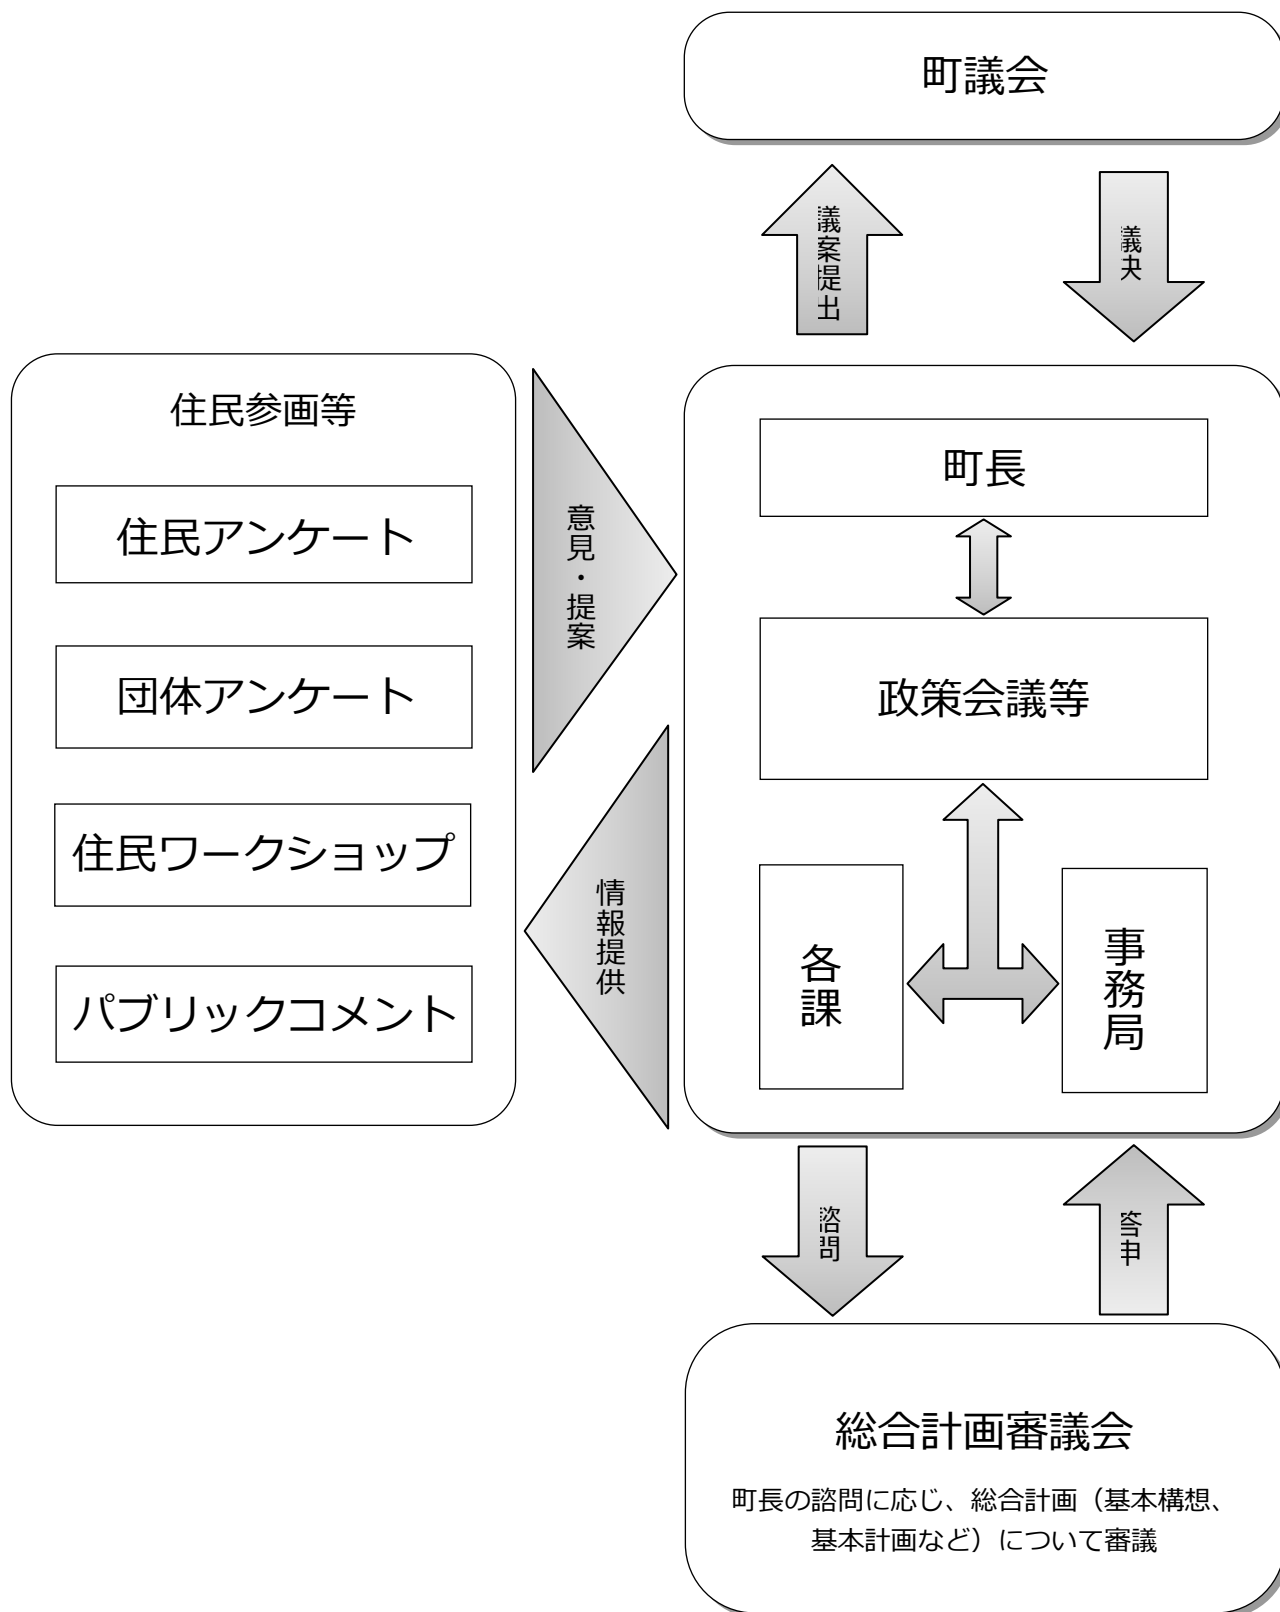 町議会
議案提出
議決
住民参画等
住民アンケート
団体アンケート
住民ワークショップ
パブリックコメント
意見・提案
情報提供
町長
政策会議等
各課
事務局
諮問
答申
総合計画審議会
町長の諮問に応じ、総合計画（基本構想、
基本計画など）について審議